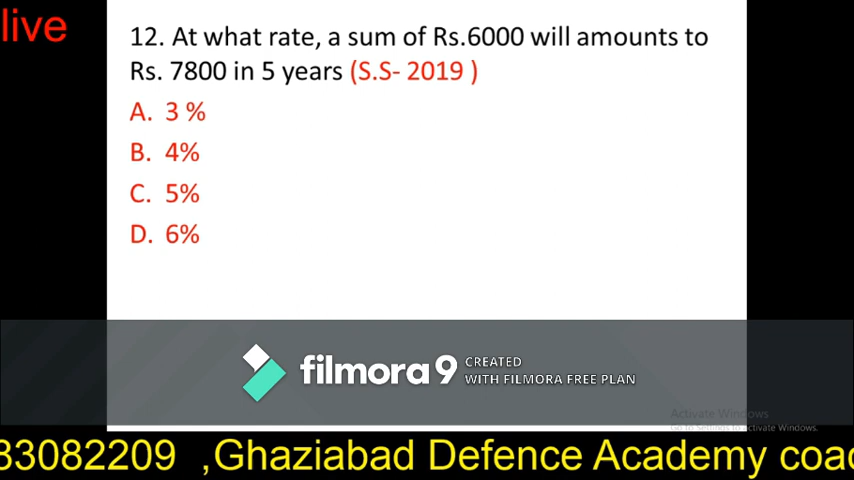 live
12. At what rate, a sum of Rs.6000 will amounts to
Rs. 7800 in 5 years (S.S- 2019 )
A. 3 %
B. 4%
C. 5%
D. 6%
filmora9 CREATED
WITH FILMORA FREE PLAN
Activate Windows
Go to Settings to activate Windows.
83082209 ,Ghaziabad Defence Academy coac